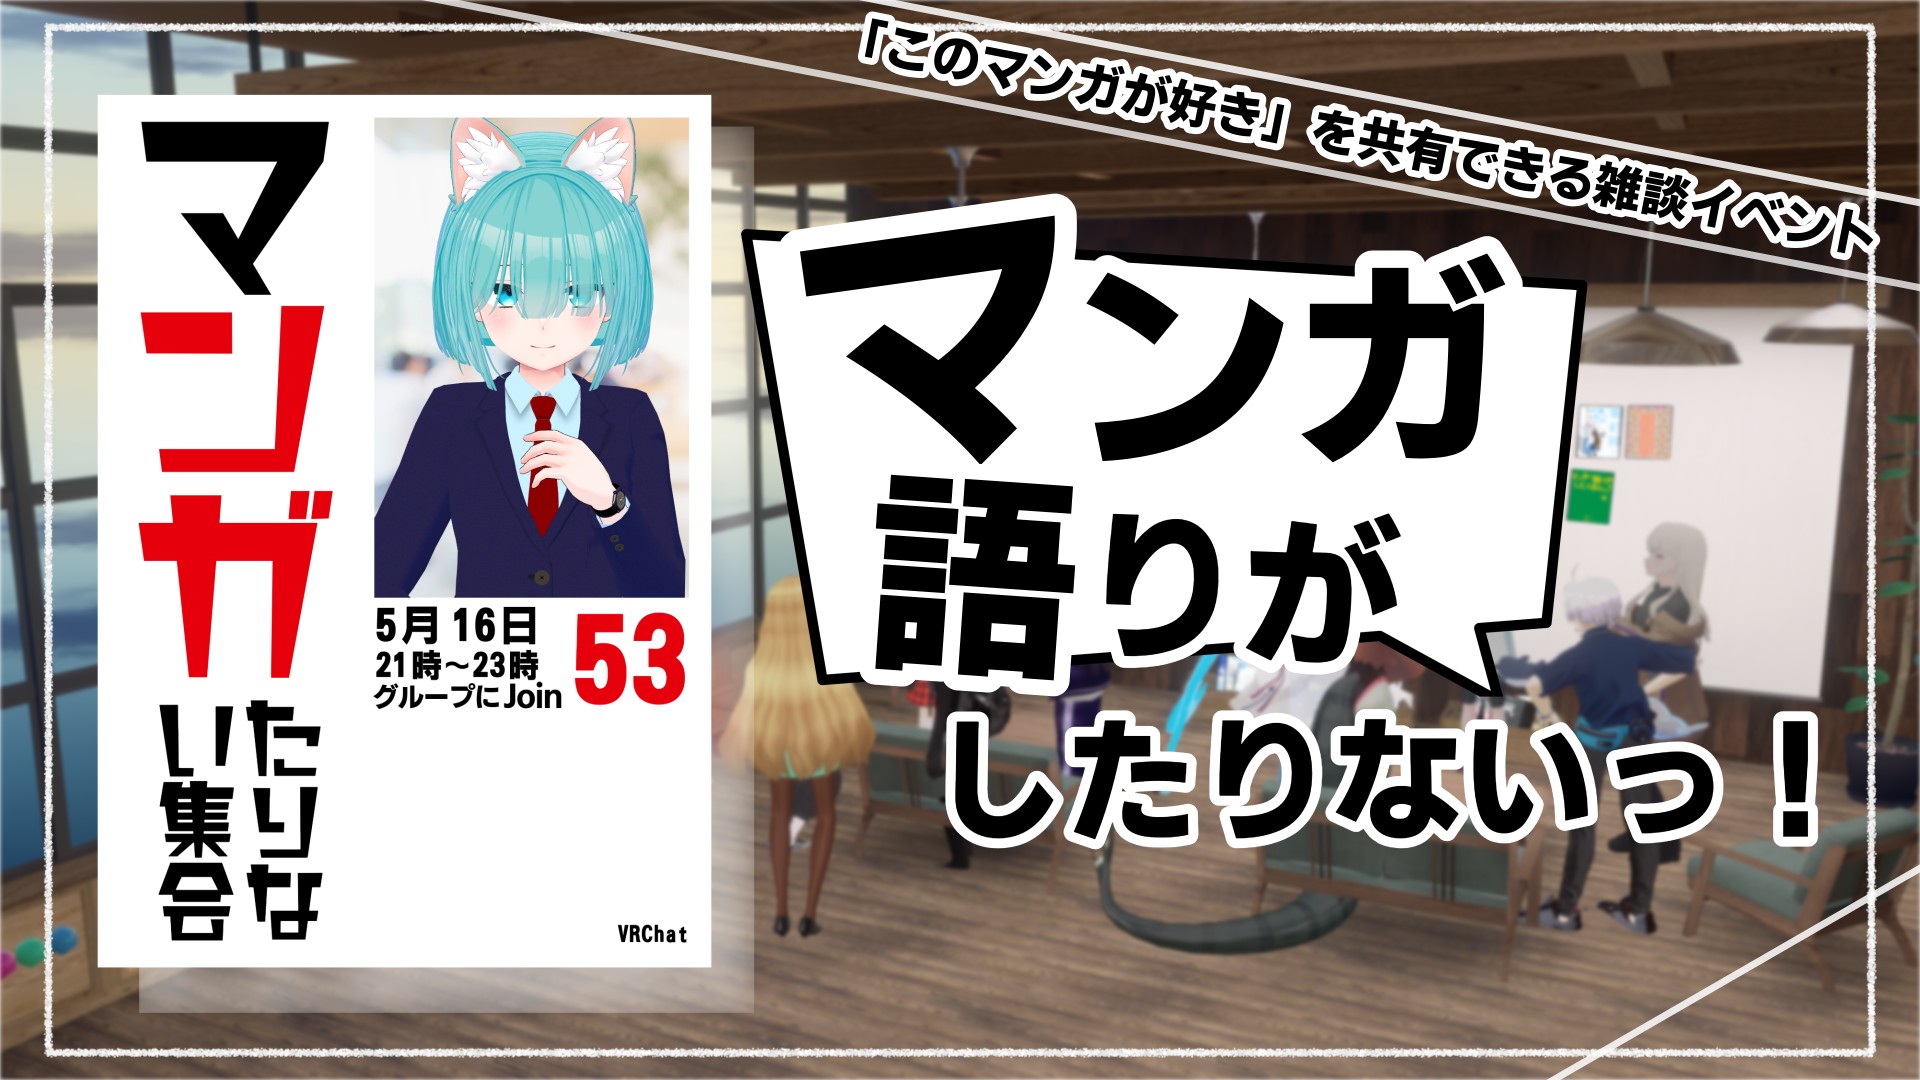 「このマンガが好き」を共有できる雑談イベント
マンガ
たりな
い集会
5月16日
21時～23時
グループにJoin
53
VRChat
マンガ
語りが
したりないっ！